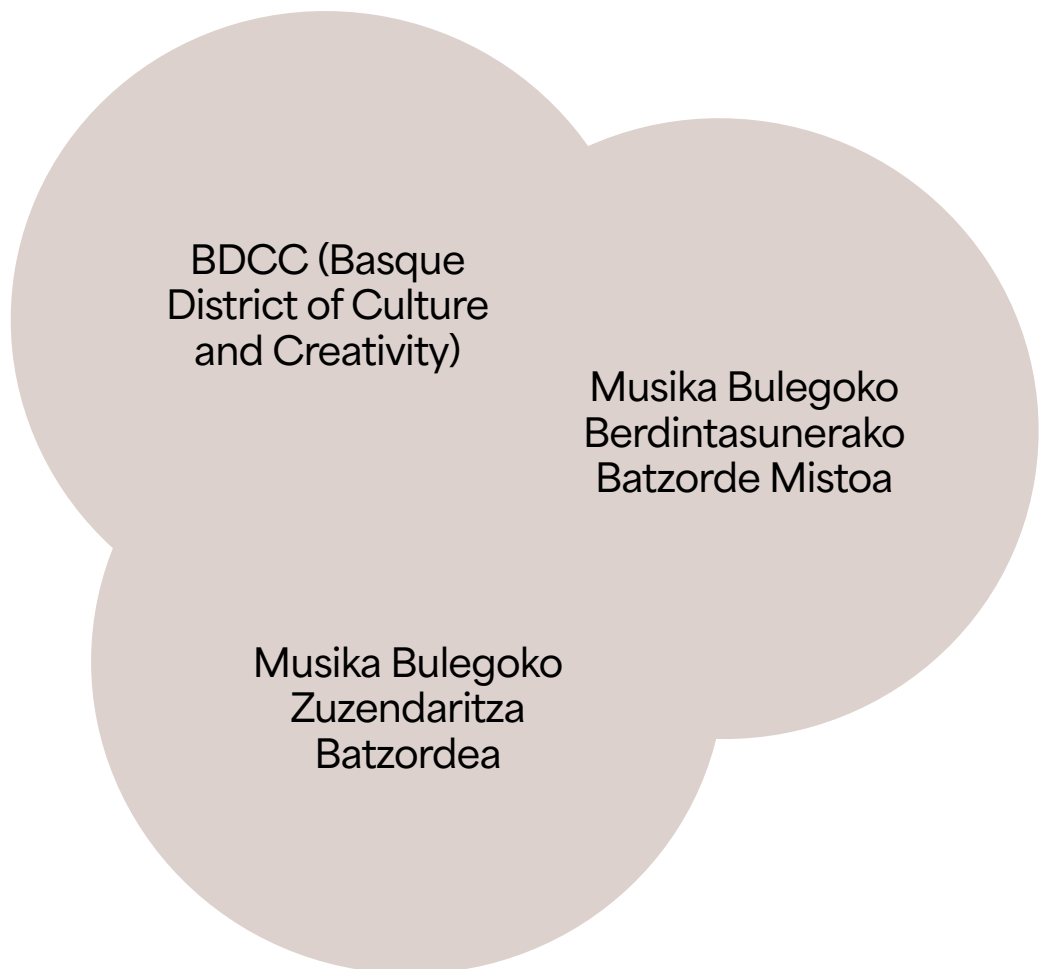 BDCC (Basque
District of Culture
and Creativity)
Musika Bulegoko
Berdintasunerako
Batzorde Mistoa
Musika Bulegoko
Zuzendaritza
Batzordea